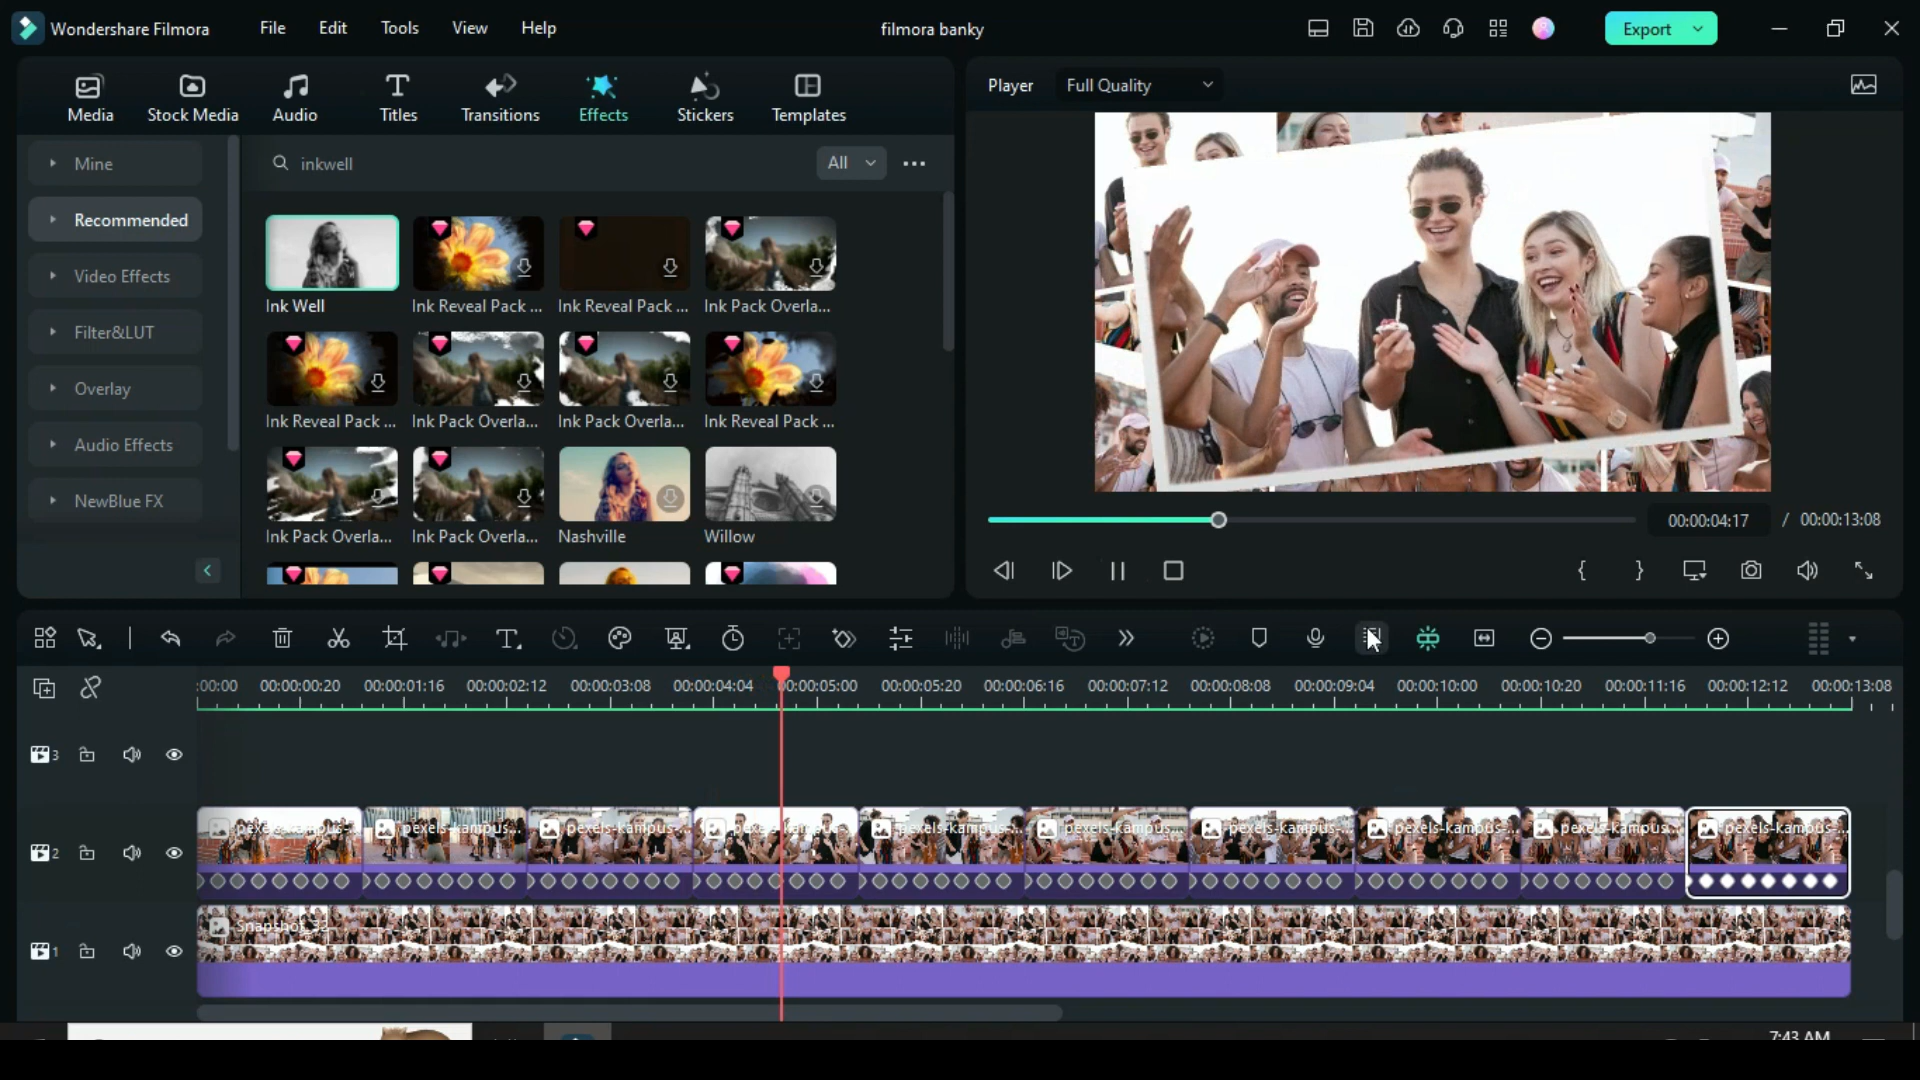 Wondershare Filmora File Edit Tools View Help filmora banky Export
Media Stock Media Audio Titles Transitions Effects Stickers Templates
Player Full Quality
Mine
Recommended
Video Effects
Filter&LUT
Overlay
Audio Effects
NewBlue FX
inkwell All
Ink Well Ink Reveal Pack ... Ink Reveal Pack ... Ink Pack Overla...
Ink Reveal Pack ... Ink Pack Overla... Ink Pack Overla... Ink Reveal Pack ...
Ink Pack Overla... Ink Pack Overla... Nashville Willow
00:00:04:17 / 00:00:13:08
:00:00 00:00:00:20 00:00:01:16 00:00:02:12 00:00:03:08 00:00:04:04 00:00:05:00 00:00:05:20 00:00:06:16 00:00:07:12 00:00:08:08 00:00:09:04 00:00:10:00 00:00:10:20 00:00:11:16 00:00:12:12 00:00:13:08
3
2 pexels-kampus-... pexels-kampus... pexels-kampus-... pexels-kampus-... pexels-kampus-... pexels-kampus... pexels-kampus-... pexels-kampus-... pexels-kampus... pexels-kampus-...
1 Snapshot_32
7:43 AM